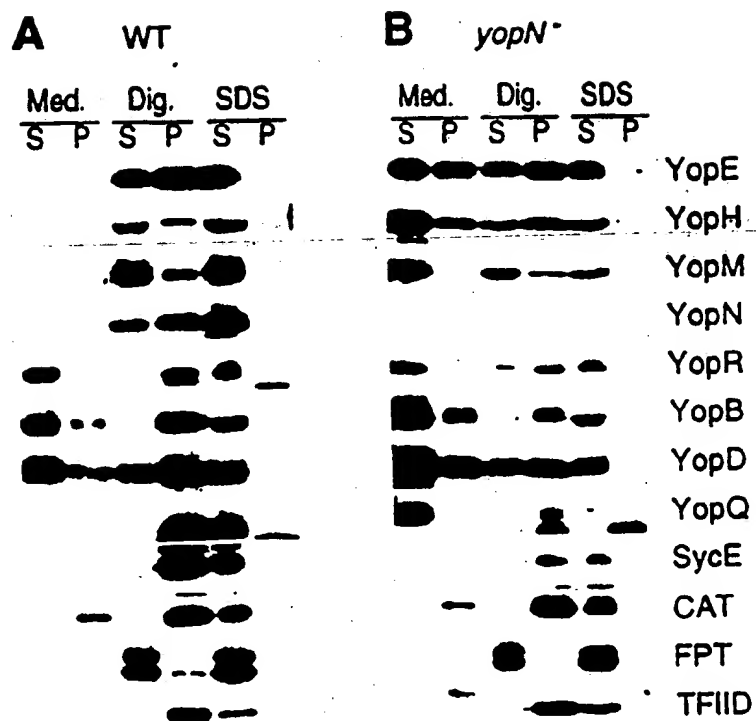 A WT B yopN-
Med. Dig. SDS Med. Dig. SDS
S P S P S P S P S P S P
YopE
YopH
YopM
YopN
YopR
YopB
YopD
YopQ
SycE
CAT
FPT
TFIID